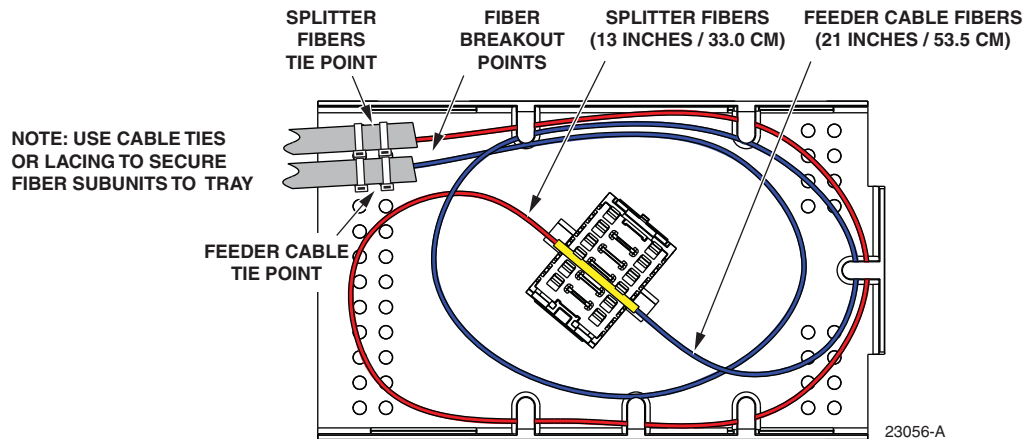 SPLITTER
FIBERS
TIE POINT
FIBER
BREAKOUT
POINTS
SPLITTER FIBERS
(13 INCHES / 33.0 CM)
FEEDER CABLE FIBERS
(21 INCHES / 53.5 CM)
NOTE: USE CABLE TIES
OR LACING TO SECURE
FIBER SUBUNITS TO TRAY
FEEDER CABLE
TIE POINT
23056-A